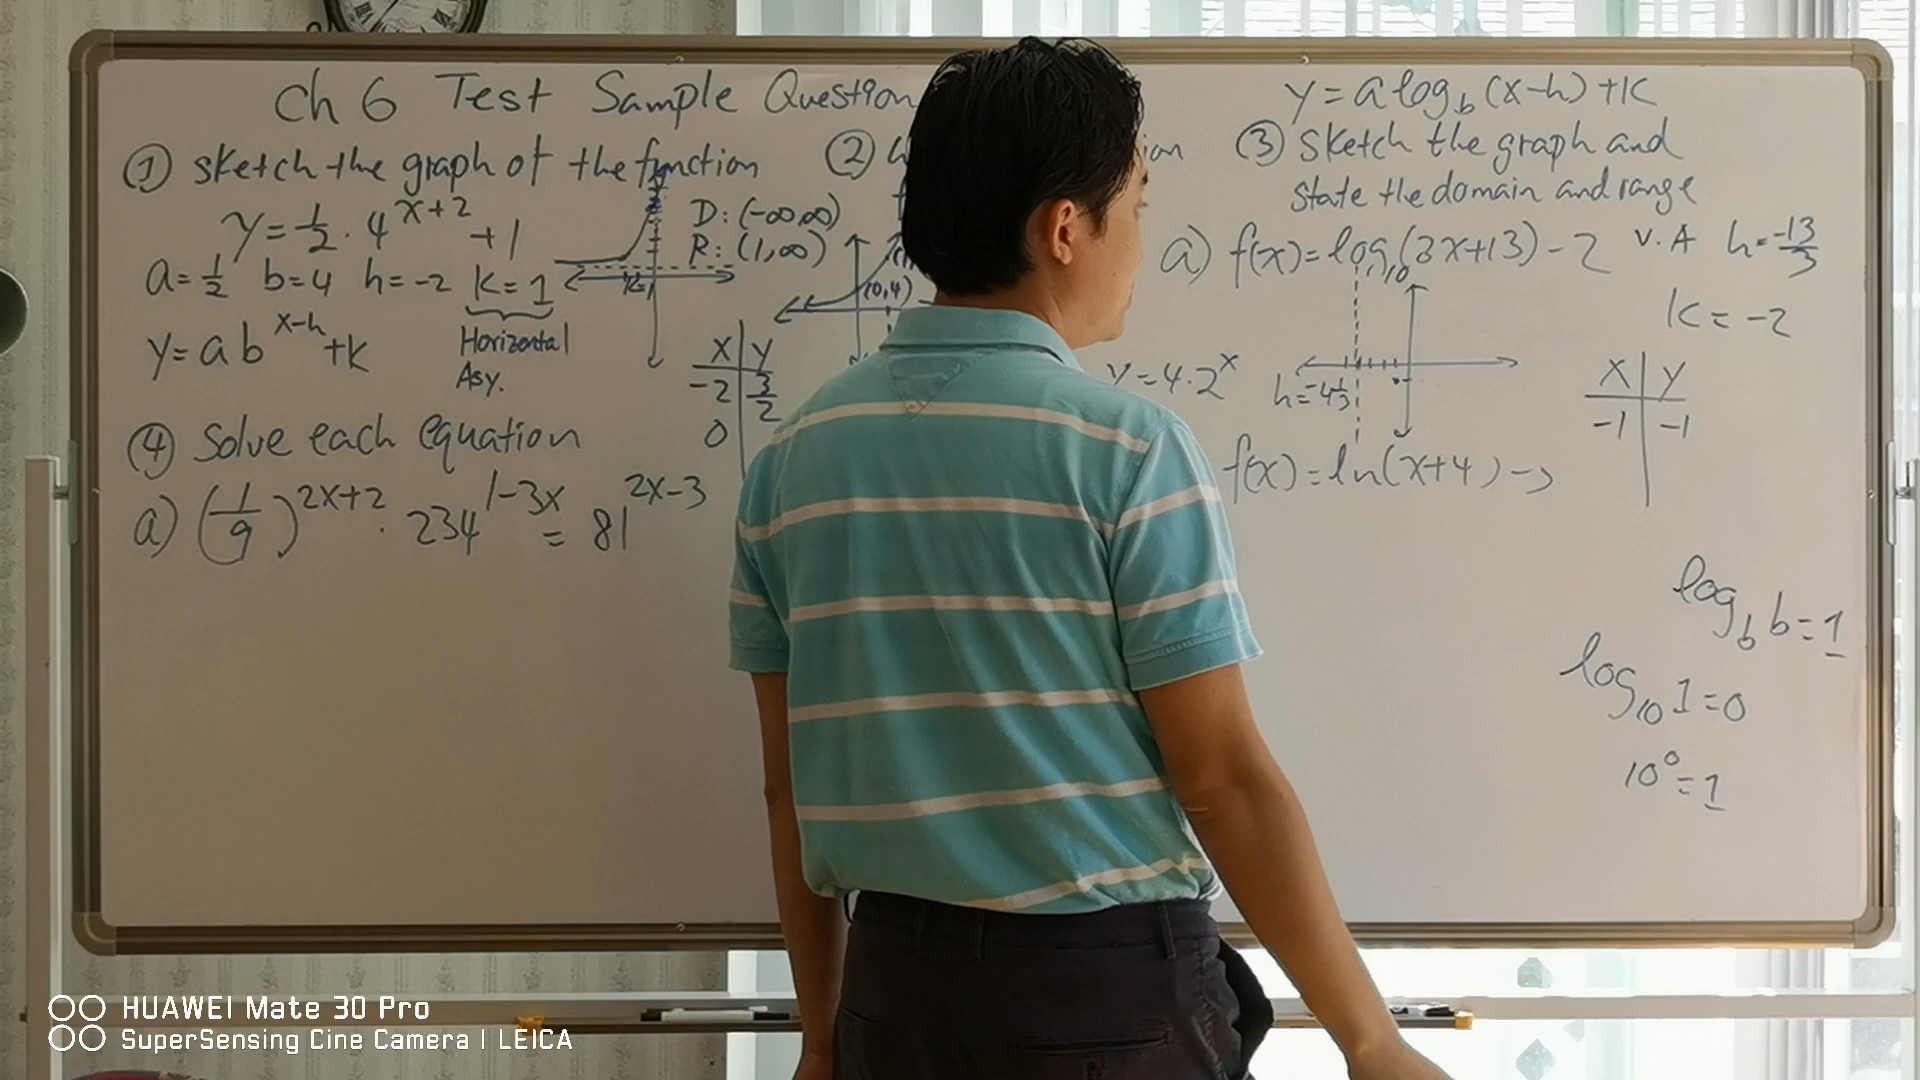 Ch 6 Test Sample Question
① Sketch the graph of the function
y = 1/2 · 4^(x+2) + 1
a = 1/2 b = 4 h = -2 k = 1
Horizontal
Asy.
y = ab^(x-h) + k
D: (-∞,∞)
R: (1,∞)
x | y
-2 | 3/2
0
④ Solve each equation
a) (1/9)^(2x+2) · 234^(1-3x) = 81^(2x-3)
②
(0,4)
y = 4·2^x
y = a log_b (x-h) + k
③ Sketch the graph and
state the domain and range
a) f(x) = log_10 (3x+13) - 2 V.A h = -13/3
k = -2
h = -4 1/3
x | y
-1 | -1
f(x) = ln(x+4) -
log_b b = 1
log_10 1 = 0
10^0 = 1
HUAWEI Mate 30 Pro
SuperSensing Cine Camera | LEICA